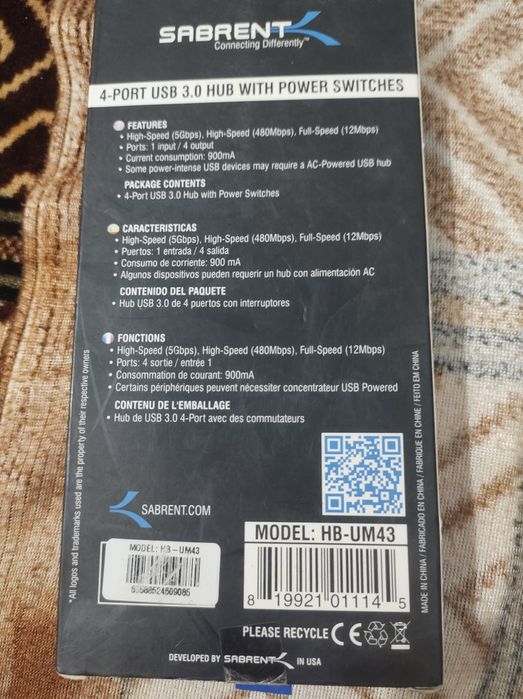 SABRENT
Connecting Differently™
4-PORT USB 3.0 HUB WITH POWER SWITCHES
FEATURES
• High-Speed (5Gbps), High-Speed (480Mbps), Full-Speed (12Mbps)
• Ports: 1 input / 4 output
• Current consumption: 900mA
• Some power-intense USB devices may require a AC-Powered USB hub
PACKAGE CONTENTS
• 4-Port USB 3.0 Hub with Power Switches
CARACTERISTICAS
• High-Speed (5Gbps), High-Speed (480Mbps), Full-Speed (12Mbps)
• Puertos: 1 entrada / 4 salida
• Consumo de corriente: 900 mA
• Algunos dispositivos pueden requerir un hub con alimentación AC
CONTENIDO DEL PAQUETE
• Hub USB 3.0 de 4 puertos con interruptores
FONCTIONS
• High-Speed (5Gbps), High-Speed (480Mbps), Full-Speed (12Mbps)
• Ports: 4 sortie / entrée 1
• Consommation de courant: 900mA
• Certains périphériques peuvent nécessiter concentrateur USB Powered
CONTENU DE L'EMBALLAGE
• Hub de USB 3.0 4-Port avec des commutateurs
*All logos and trademarks used are the property of their respective owners
SABRENT.COM
MODEL: HB-UM43
MODEL: HB-UM43
8 19921 01114 5
MADE IN CHINA / FABRICADO EN CHINA / FABRIQUE EN CHINE / FEITO EM CHINA
PLEASE RECYCLE CE
DEVELOPED BY SABRENT IN USA